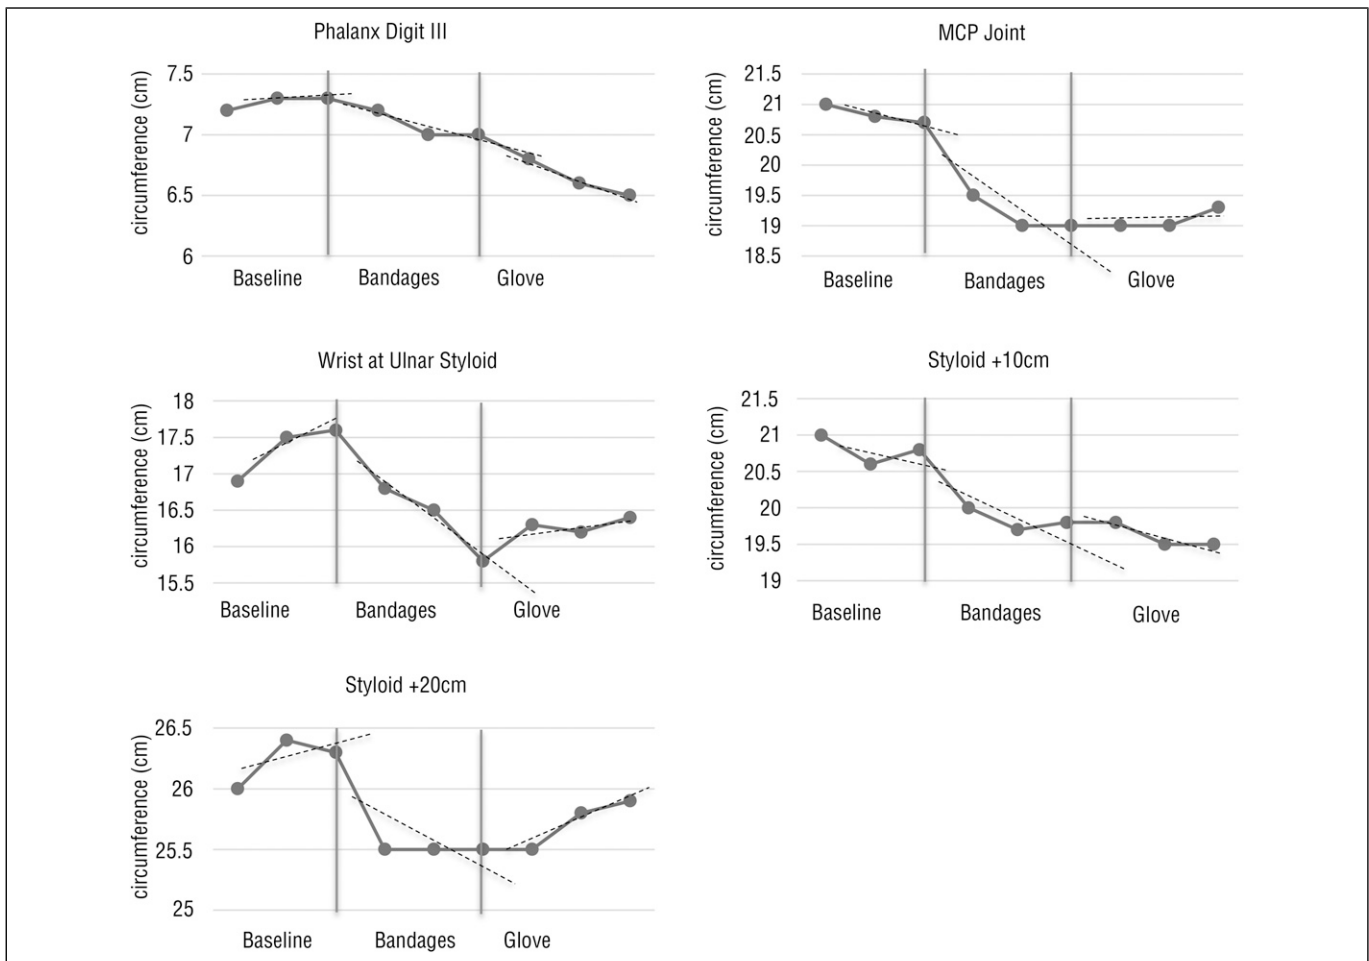 Phalanx Digit III
circumference (cm)
7.5
7
6.5
6
Baseline Bandages Glove
MCP Joint
circumference (cm)
21.5
21
20.5
20
19.5
19
18.5
Baseline Bandages Glove
Wrist at Ulnar Styloid
circumference (cm)
18
17.5
17
16.5
16
15.5
Baseline Bandages Glove
Styloid +10cm
circumference (cm)
21.5
21
20.5
20
19.5
19
Baseline Bandages Glove
Styloid +20cm
circumference (cm)
26.5
26
25.5
25
Baseline Bandages Glove